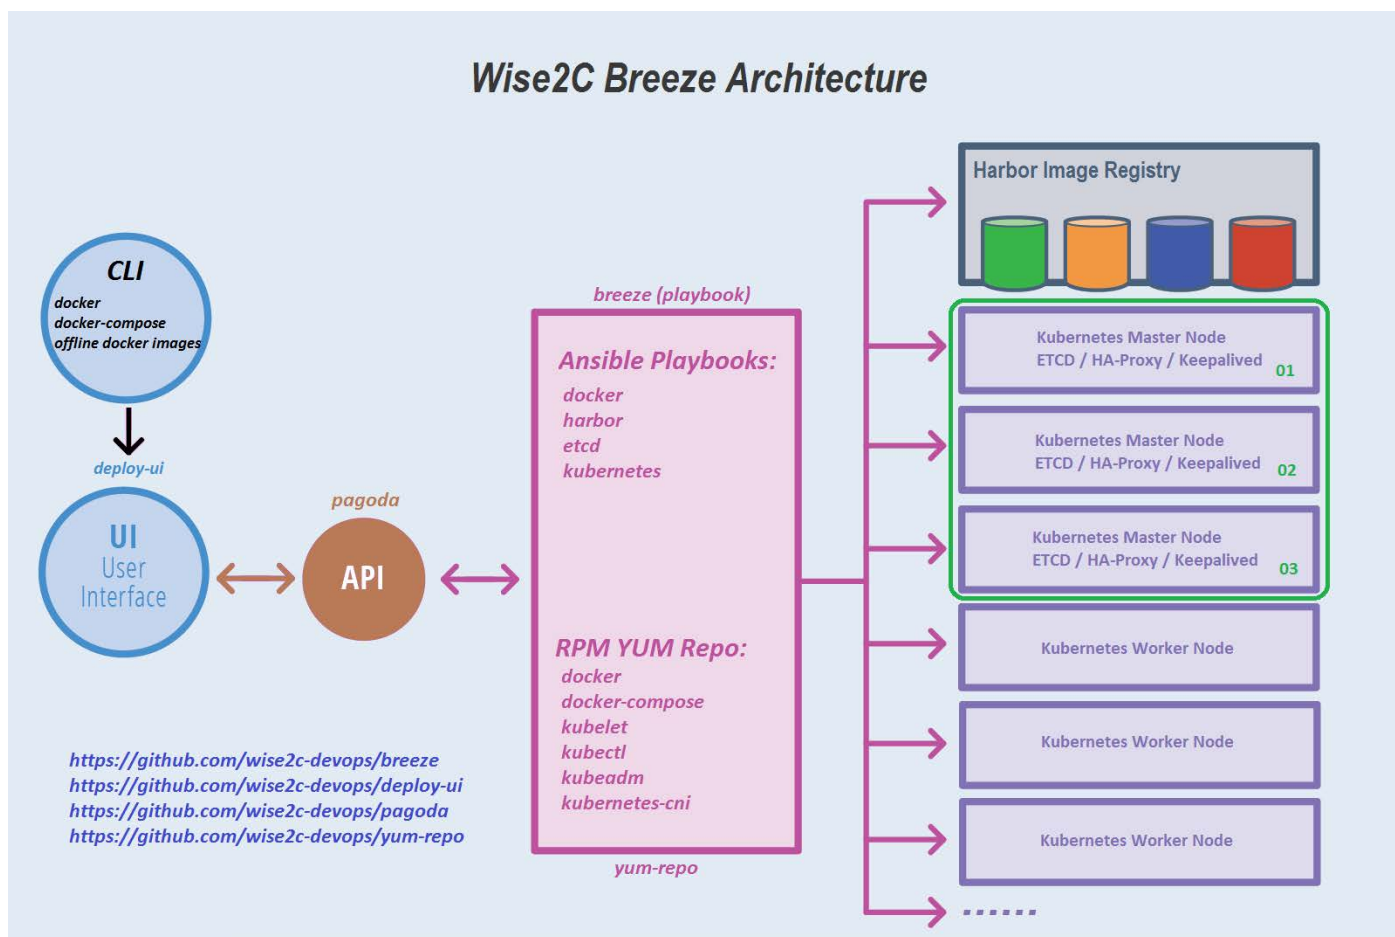 Wise2C Breeze Architecture
CLI
docker
docker-compose
offline docker images
deploy-ui
UI
User
Interface
pagoda
API
breeze (playbook)
Ansible Playbooks:
docker
harbor
etcd
kubernetes
RPM YUM Repo:
docker
docker-compose
kubelet
kubectl
kubeadm
kubernetes-cni
yum-repo
Harbor Image Registry
Kubernetes Master Node
ETCD / HA-Proxy / Keepalived
01
Kubernetes Master Node
ETCD / HA-Proxy / Keepalived
02
Kubernetes Master Node
ETCD / HA-Proxy / Keepalived
03
Kubernetes Worker Node
Kubernetes Worker Node
Kubernetes Worker Node
······
https://github.com/wise2c-devops/breeze
https://github.com/wise2c-devops/deploy-ui
https://github.com/wise2c-devops/pagoda
https://github.com/wise2c-devops/yum-repo